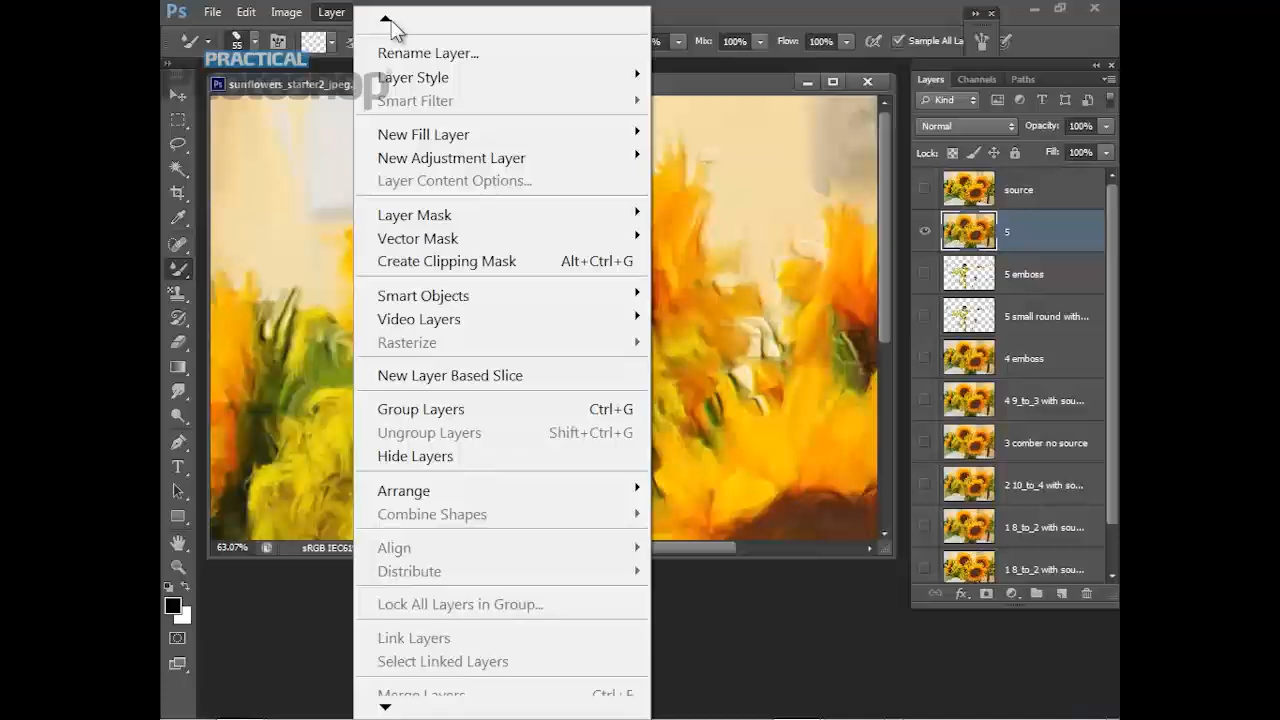 Ps File Edit Image Layer
55 % Mix: 100% Flow: 100% Sample All La
PRACTICAL
Photoshop
sunflowers_starter2_jpeg.
Rename Layer...
Layer Style
Smart Filter
New Fill Layer
New Adjustment Layer
Layer Content Options...
Layer Mask
Vector Mask
Create Clipping Mask Alt+Ctrl+G
Smart Objects
Video Layers
Rasterize
New Layer Based Slice
Group Layers Ctrl+G
Ungroup Layers Shift+Ctrl+G
Hide Layers
Arrange
Combine Shapes
Align
Distribute
Lock All Layers in Group...
Link Layers
Select Linked Layers
Merge Layers Ctrl+E
63.07% sRGB IEC61
Layers Channels Paths
Kind
Normal Opacity: 100%
Lock: Fill: 100%
source
5
5 emboss
5 small round with...
4 emboss
4 9_to_3 with sou...
3 comber no source
2 10_to_4 with so...
1 8_to_2 with sou...
1 8_to_2 with sou...